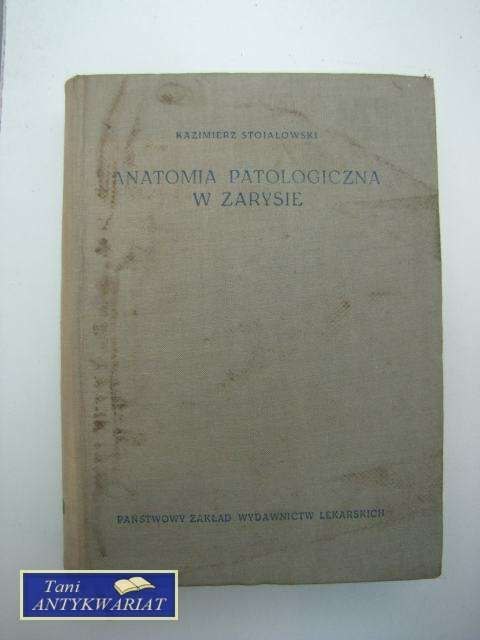 KAZIMIERZ STOJAŁOWSKI
ANATOMIA PATOLOGICZNA
W ZARYSIE
PAŃSTWOWY ZAKŁAD WYDAWNICTW LEKARSKICH
Tani
ANTYKWARIAT